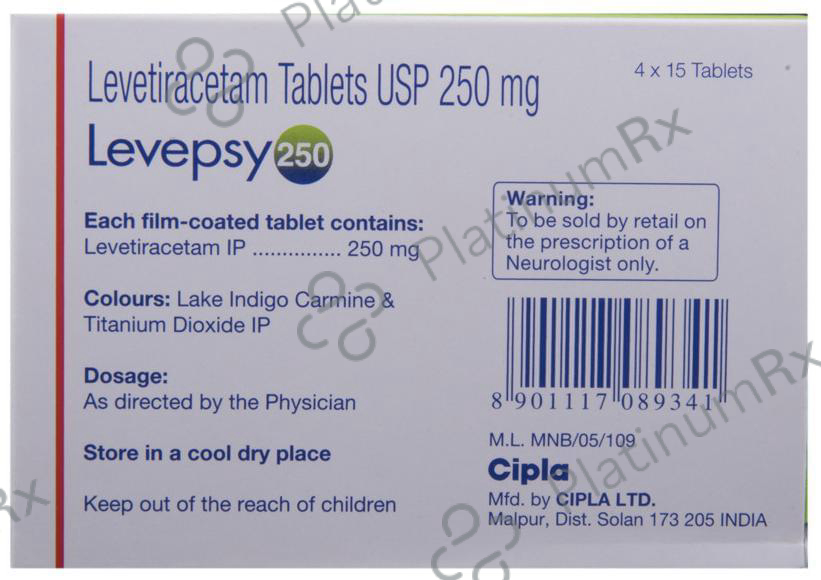 Levetiracetam Tablets USP 250 mg
4 x 15 Tablets
Levepsy 250
Each film-coated tablet contains:
Levetiracetam IP ............... 250 mg
Colours: Lake Indigo Carmine &
Titanium Dioxide IP
Dosage:
As directed by the Physician
Store in a cool dry place
Keep out of the reach of children
Warning:
To be sold by retail on
the prescription of a
Neurologist only.
8 901117 089341
M.L. MNB/05/109
Cipla
Mfd. by CIPLA LTD.
Malpur, Dist. Solan 173 205 INDIA
PlatinumRx
PlatinumRx
Platinum
Rx